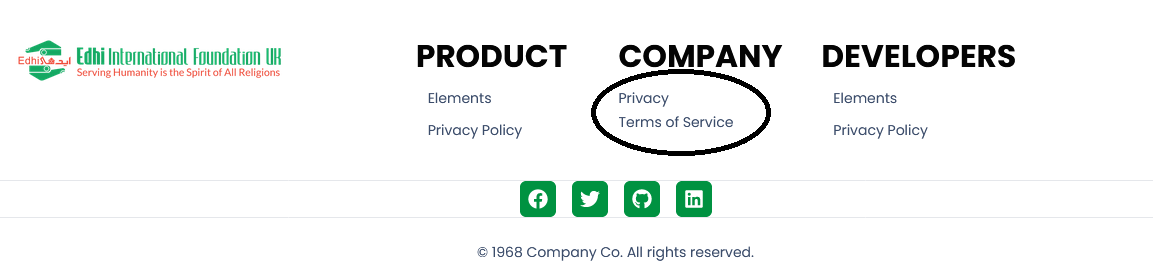 Edhi ایدھی Edhi International Foundation UK
Serving Humanity is the Spirit of All Religions
PRODUCT
Elements
Privacy Policy
COMPANY
Privacy
Terms of Service
DEVELOPERS
Elements
Privacy Policy
© 1968 Company Co. All rights reserved.